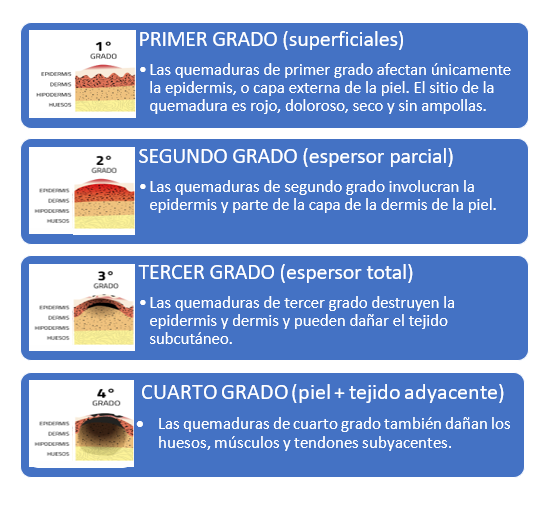 1°
GRADO
EPIDERMIS
DERMIS
HIPODERMIS
HUESOS
PRIMER GRADO (superficiales)
• Las quemaduras de primer grado afectan únicamente
la epidermis, o capa externa de la piel. El sitio de la
quemadura es rojo, doloroso, seco y sin ampollas.
2°
GRADO
EPIDERMIS
DERMIS
HIPODERMIS
HUESOS
SEGUNDO GRADO (espersor parcial)
• Las quemaduras de segundo grado involucran la
epidermis y parte de la capa de la dermis de la piel.
3°
GRADO
EPIDERMIS
DERMIS
HIPODERMIS
HUESOS
TERCER GRADO (espersor total)
• Las quemaduras de tercer grado destruyen la
epidermis y dermis y pueden dañar el tejido
subcutáneo.
4°
GRADO
EPIDERMIS
DERMIS
HIPODERMIS
HUESOS
CUARTO GRADO (piel + tejido adyacente)
• Las quemaduras de cuarto grado también dañan los
huesos, músculos y tendones subyacentes.